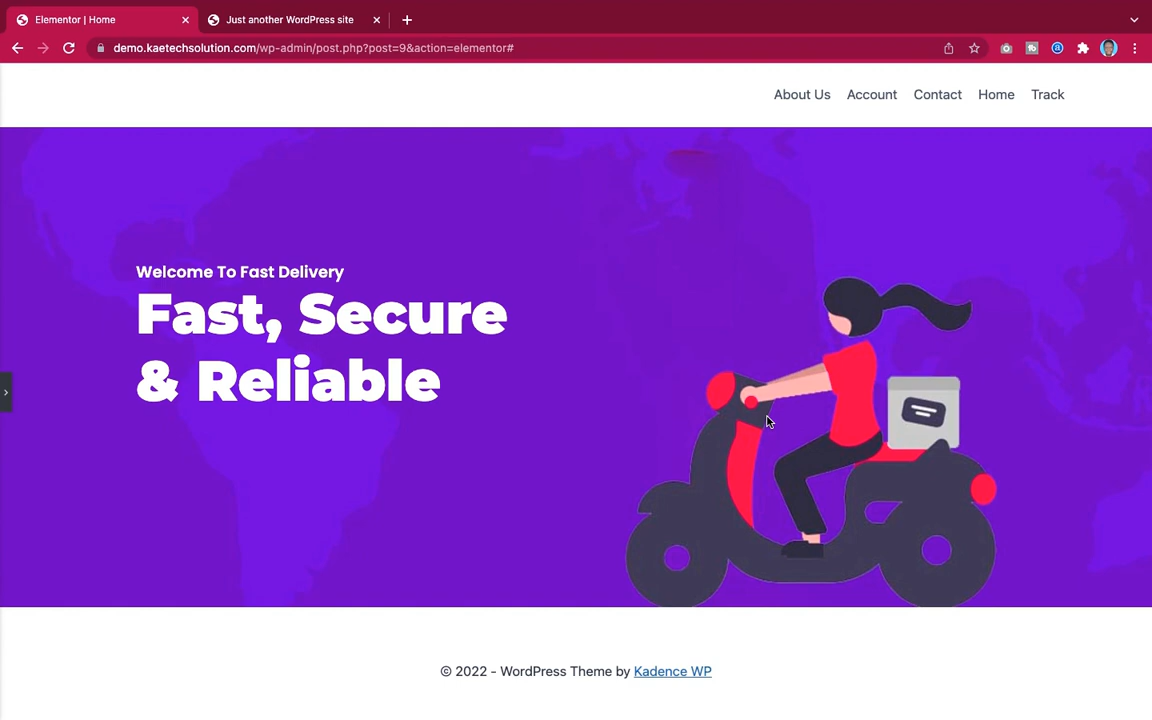 Elementor | Home
Just another WordPress site
demo.kaetechsolution.com/wp-admin/post.php?post=9&action=elementor#
About Us Account Contact Home Track
Welcome To Fast Delivery
Fast, Secure
& Reliable
© 2022 - WordPress Theme by Kadence WP